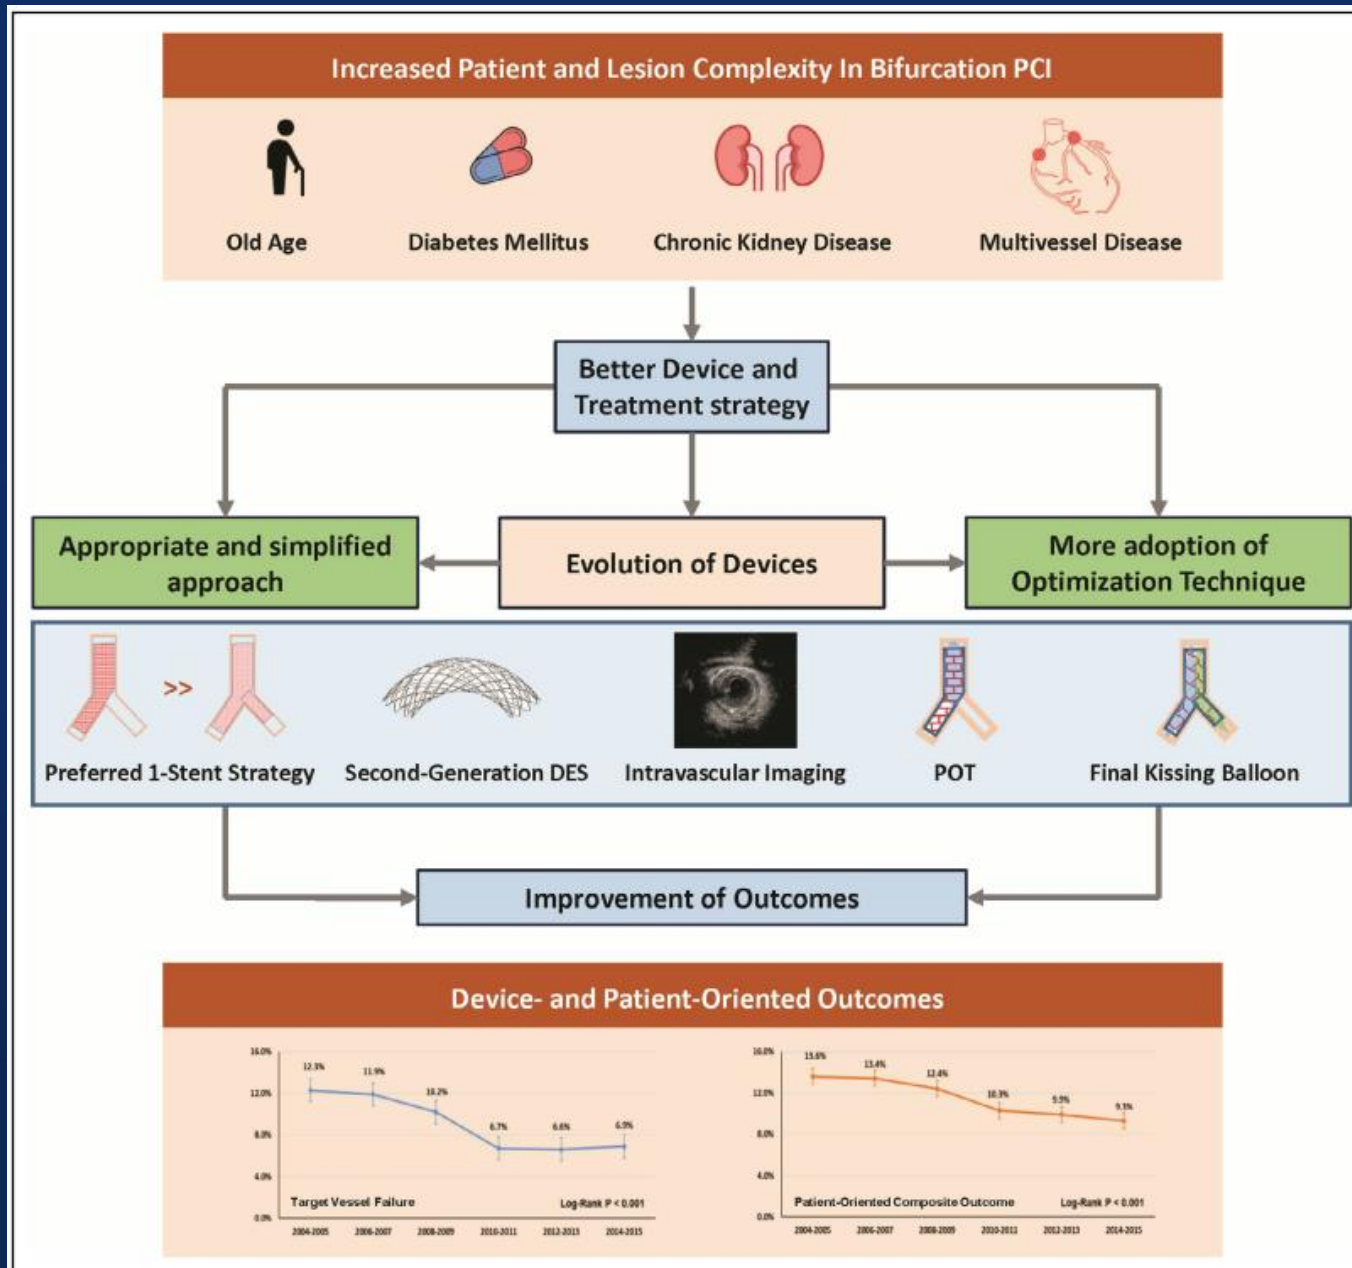 Increased Patient and Lesion Complexity In Bifurcation PCI
Old Age
Diabetes Mellitus
Chronic Kidney Disease
Multivessel Disease
Better Device and
Treatment strategy
Appropriate and simplified
approach
Evolution of Devices
More adoption of
Optimization Technique
>>
Preferred 1-Stent Strategy
Second-Generation DES
Intravascular Imaging
POT
Final Kissing Balloon
Improvement of Outcomes
Device- and Patient-Oriented Outcomes
16.0%
12.0%
8.0%
4.0%
0.0%
12.3%
11.9%
10.2%
6.7%
6.6%
6.9%
Target Vessel Failure
Log-Rank P < 0.001
2004-2005
2006-2007
2008-2009
2010-2011
2012-2013
2014-2015
16.0%
12.0%
8.0%
4.0%
0.0%
13.6%
13.4%
12.4%
10.3%
9.9%
9.3%
Patient-Oriented Composite Outcome
Log-Rank P < 0.001
2004-2005
2006-2007
2008-2009
2010-2011
2012-2013
2014-2015